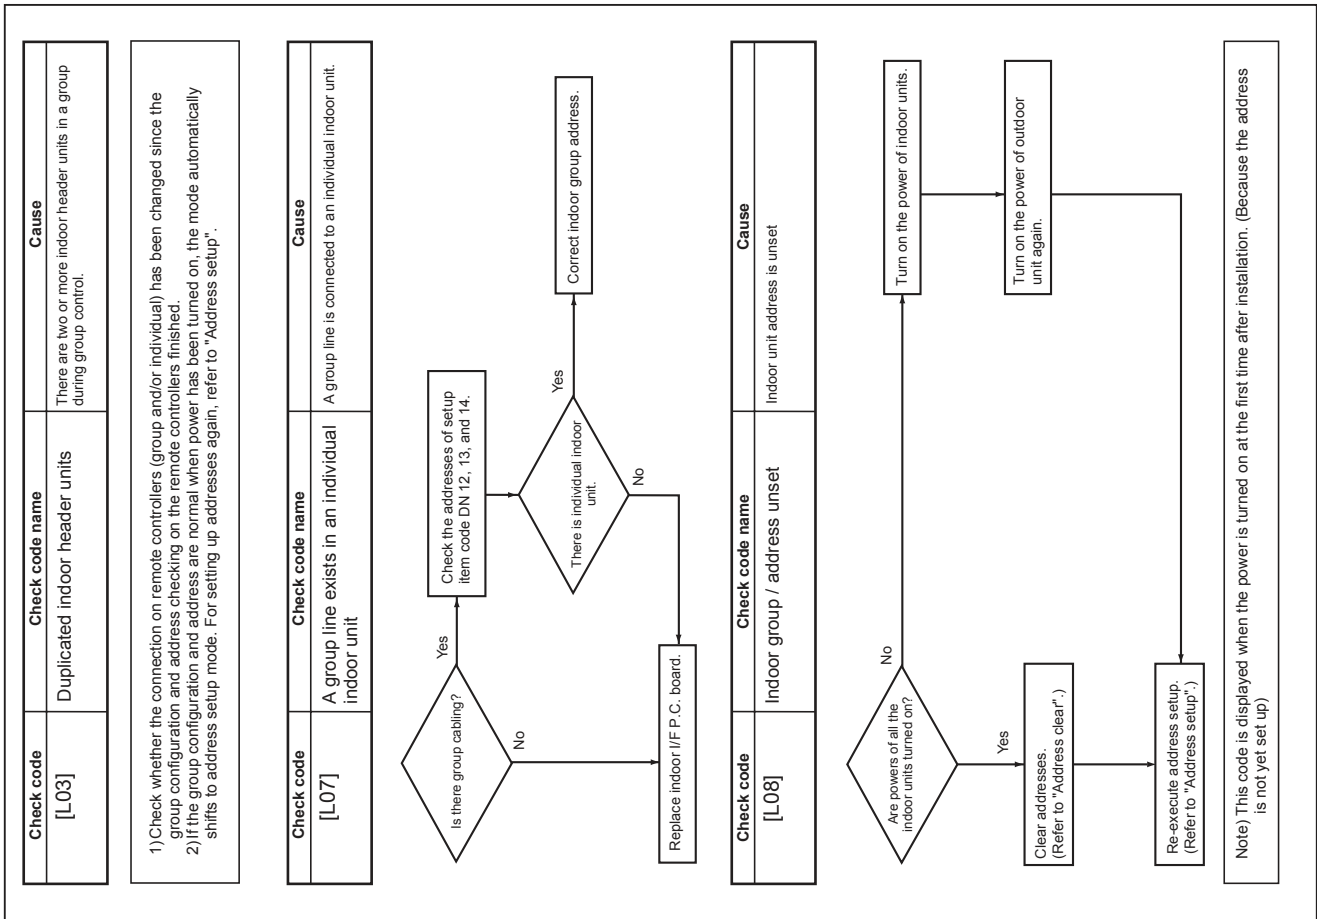 Check code
Check code name
Cause
[L03]
Duplicated indoor header units
There are two or more indoor header units in a group
during group control.
1)Check whether the connection on remote controllers (group and/or individual) has been changed since the
group configuration and address checking on the remote controllers finished.
2)If the group configuration and address are normal when power has been turned on, the mode automatically
shifts to address setup mode. For setting up addresses again, refer to "Address setup".
Check code
Check code name
Cause
[L07]
A group line exists in an individual
indoor unit
A group line is connected to an individual indoor unit.
Is there group cabling?
Yes
No
Check the addresses of setup
item code DN 12, 13, and 14.
There is individual indoor
unit.
Yes
No
Correct indoor group address.
Replace indoor I/F P.C. board.
Check code
Check code name
Cause
[L08]
Indoor group / address unset
Indoor unit address is unset
Are powers of all the
indoor units turned on?
No
Yes
Turn on the power of indoor units.
Turn on the power of outdoor
unit again.
Clear addresses.
(Refer to "Address clear".)
Re-execute address setup.
(Refer to "Address setup".)
Note) This code is displayed when the power is turned on at the first time after installation. (Because the address
is not yet set up)